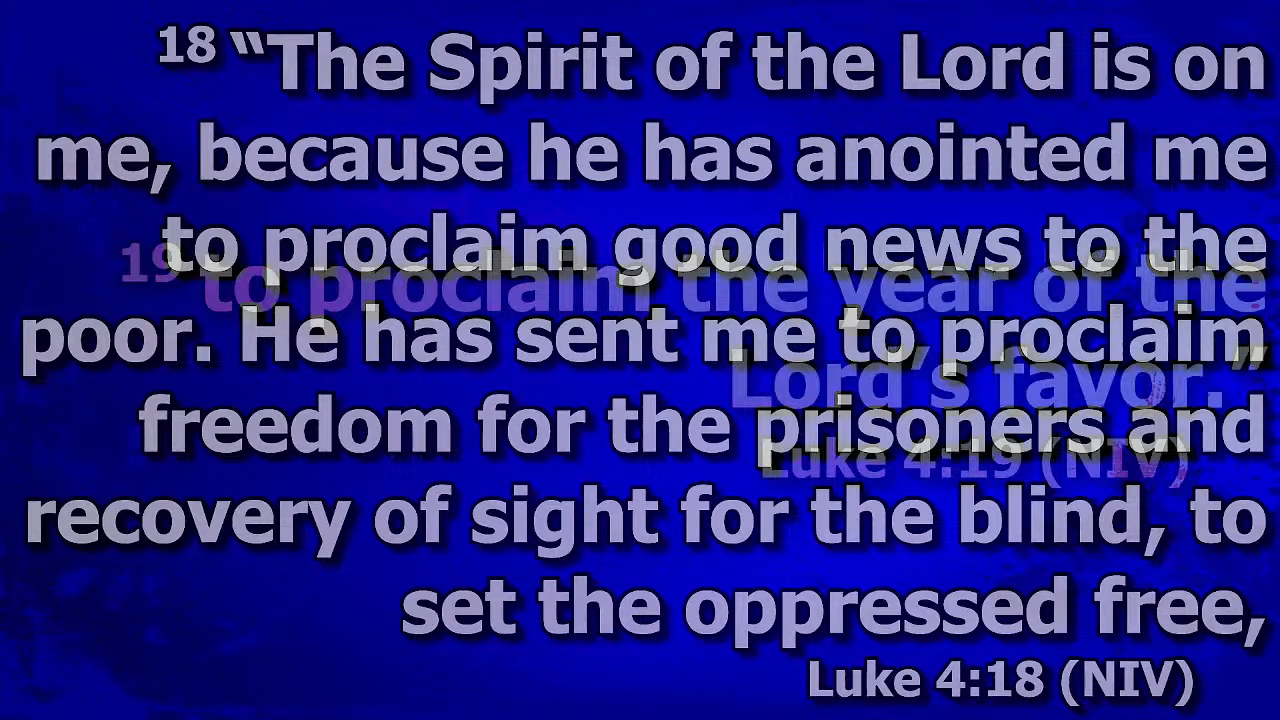 18 “The Spirit of the Lord is on
me, because he has anointed me
to proclaim good news to the
poor. He has sent me to proclaim
freedom for the prisoners and
recovery of sight for the blind, to
set the oppressed free,
Luke 4:18 (NIV)
19 to proclaim the year of the
Lord’s favor.”
Luke 4:19 (NIV)